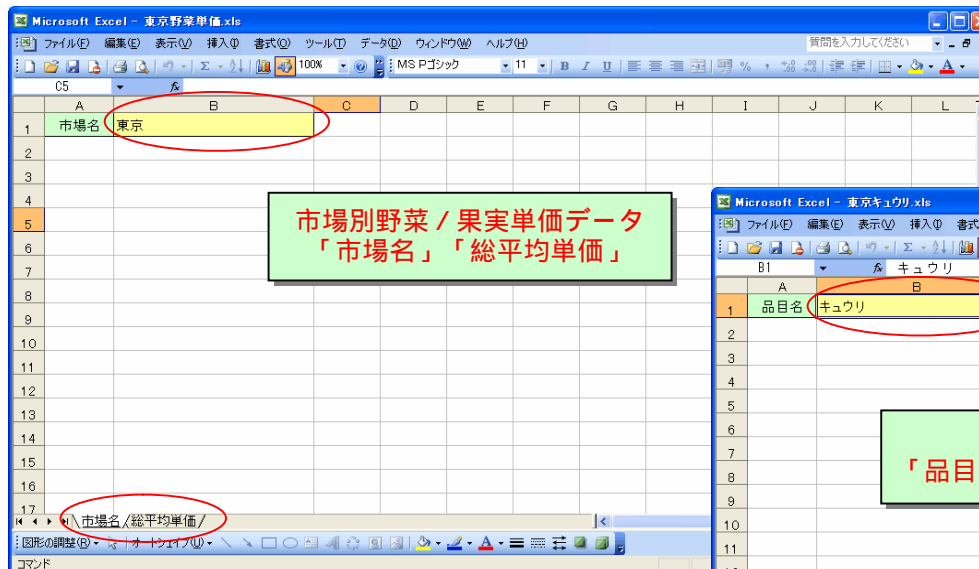 Microsoft Excel - 東京野菜単価.xls
ファイル(F) 編集(E) 表示(V) 挿入(I) 書式(O) ツール(T) データ(D) ウィンドウ(W) ヘルプ(H)
質問を入力してください
100% MS Pゴシック 11 B I U
C5 fx
A B C D E F G H I J K L
1 市場名 東京
2
3
4
5
6
7
8
9
10
11
12
13
14
15
16
17
市場別野菜/果実単価データ
「市場名」「総平均単価」
市場名/総平均単価/
図形の調整(R) オートシェイプ(U)
コマンド
Microsoft Excel - 東京キュウリ.xls
ファイル(F) 編集(E) 表示(V) 挿入(I) 書式
B1 fx キュウリ
A B
1 品目名 キュウリ
2
3
4
5
6
7
8
9
10
11
「品目